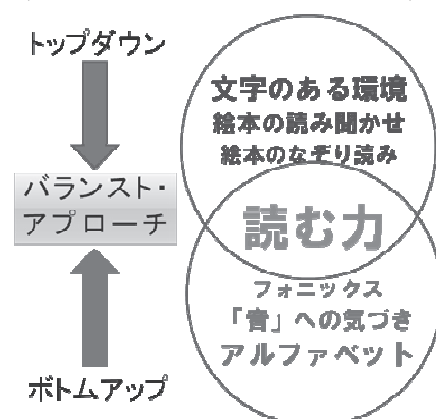 トップダウン
バランスト・
アプローチ
ボトムアップ
文字のある環境
絵本の読み聞かせ
絵本のなぞり読み
読む力
フォニックス
「音」への気づき
アルファベット